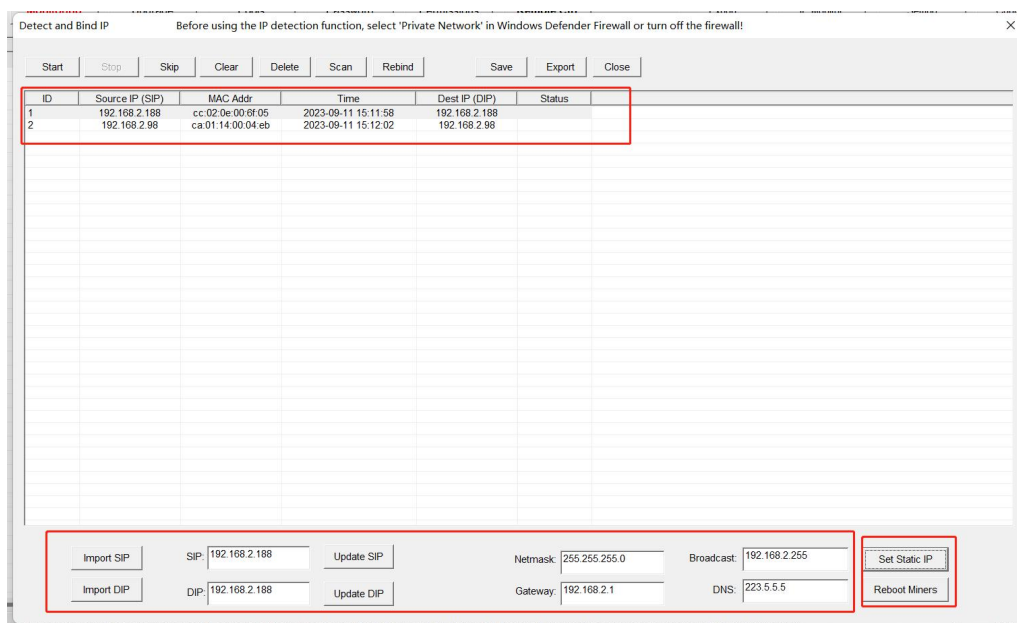 Detect and Bind IP Before using the IP detection function, select 'Private Network' in Windows Defender Firewall or turn off the firewall!
Start Stop Skip Clear Delete Scan Rebind Save Export Close
ID Source IP (SIP) MAC Addr Time Dest IP (DIP) Status
1 192.168.2.188 cc:02:0e:00:6f:05 2023-09-11 15:11:58 192.168.2.188
2 192.168.2.98 ca:01:14:00:04:eb 2023-09-11 15:12:02 192.168.2.98
Import SIP SIP: 192.168.2.188 Update SIP Netmask: 255.255.255.0 Broadcast: 192.168.2.255 Set Static IP
Import DIP DIP: 192.168.2.188 Update DIP Gateway: 192.168.2.1 DNS: 223.5.5.5 Reboot Miners